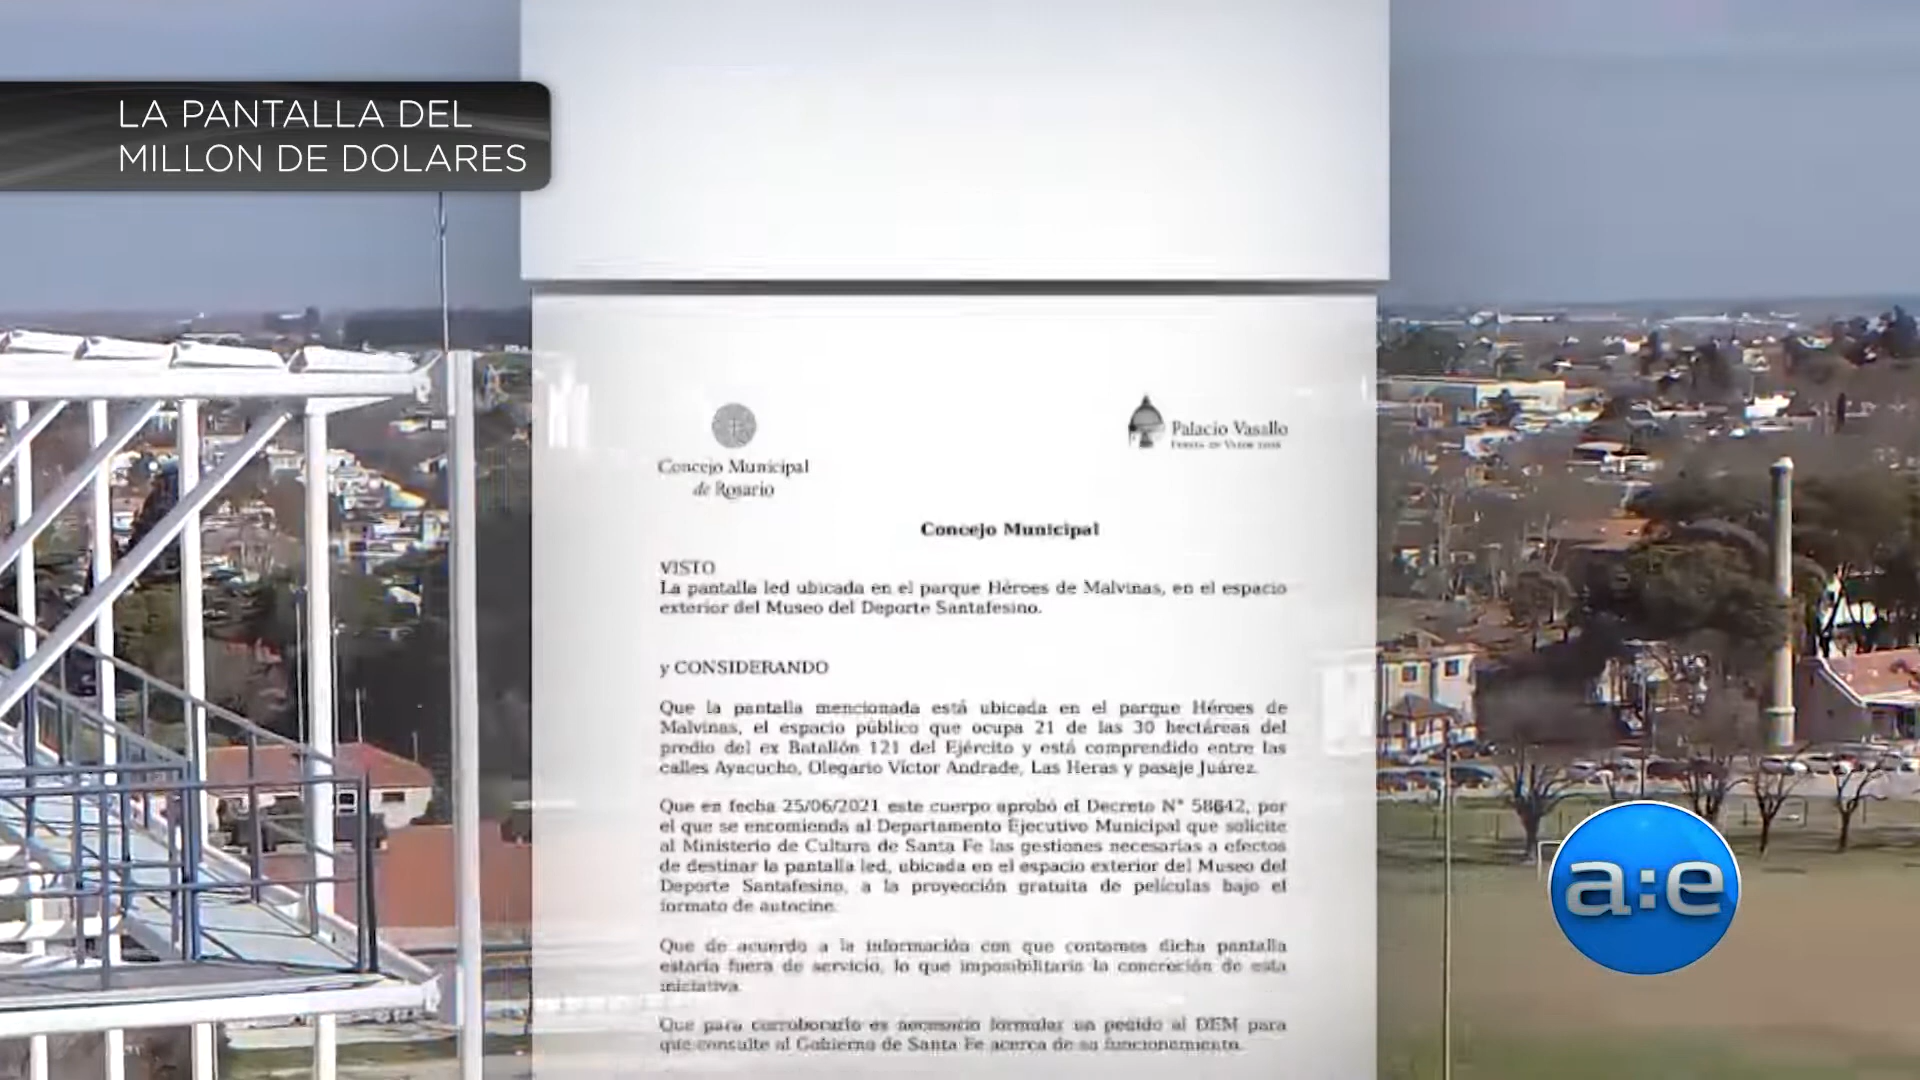 LA PANTALLA DEL
MILLON DE DOLARES
Concejo Municipal
de Rosario
Palacio Vasallo
Concejo Municipal
VISTO
La pantalla led ubicada en el parque Héroes de Malvinas, en el espacio
exterior del Museo del Deporte Santafesino.
y CONSIDERANDO
Que la pantalla mencionada está ubicada en el parque Héroes de
Malvinas, el espacio público que ocupa 21 de las 30 hectáreas del
predio del ex Batallón 121 del Ejército y está comprendido entre las
calles Ayacucho, Olegario Víctor Andrade, Las Heras y pasaje Juárez.
Que en fecha 25/06/2021 este cuerpo aprobó el Decreto N° 58642, por
el que se encomienda al Departamento Ejecutivo Municipal que solicite
al Ministerio de Cultura de Santa Fe las gestiones necesarias a efectos
de destinar la pantalla led, ubicada en el espacio exterior del Museo del
Deporte Santafesino, a la proyección gratuita de películas bajo el
formato de autocine.
Que de acuerdo a la información con que contamos dicha pantalla
estaría fuera de servicio, lo que imposibilitaría la concreción de esta
iniciativa.
Que para corroborarlo es necesario formular un pedido al DEM para
que consulte al Gobierno de Santa Fe acerca de su funcionamiento.
a:e